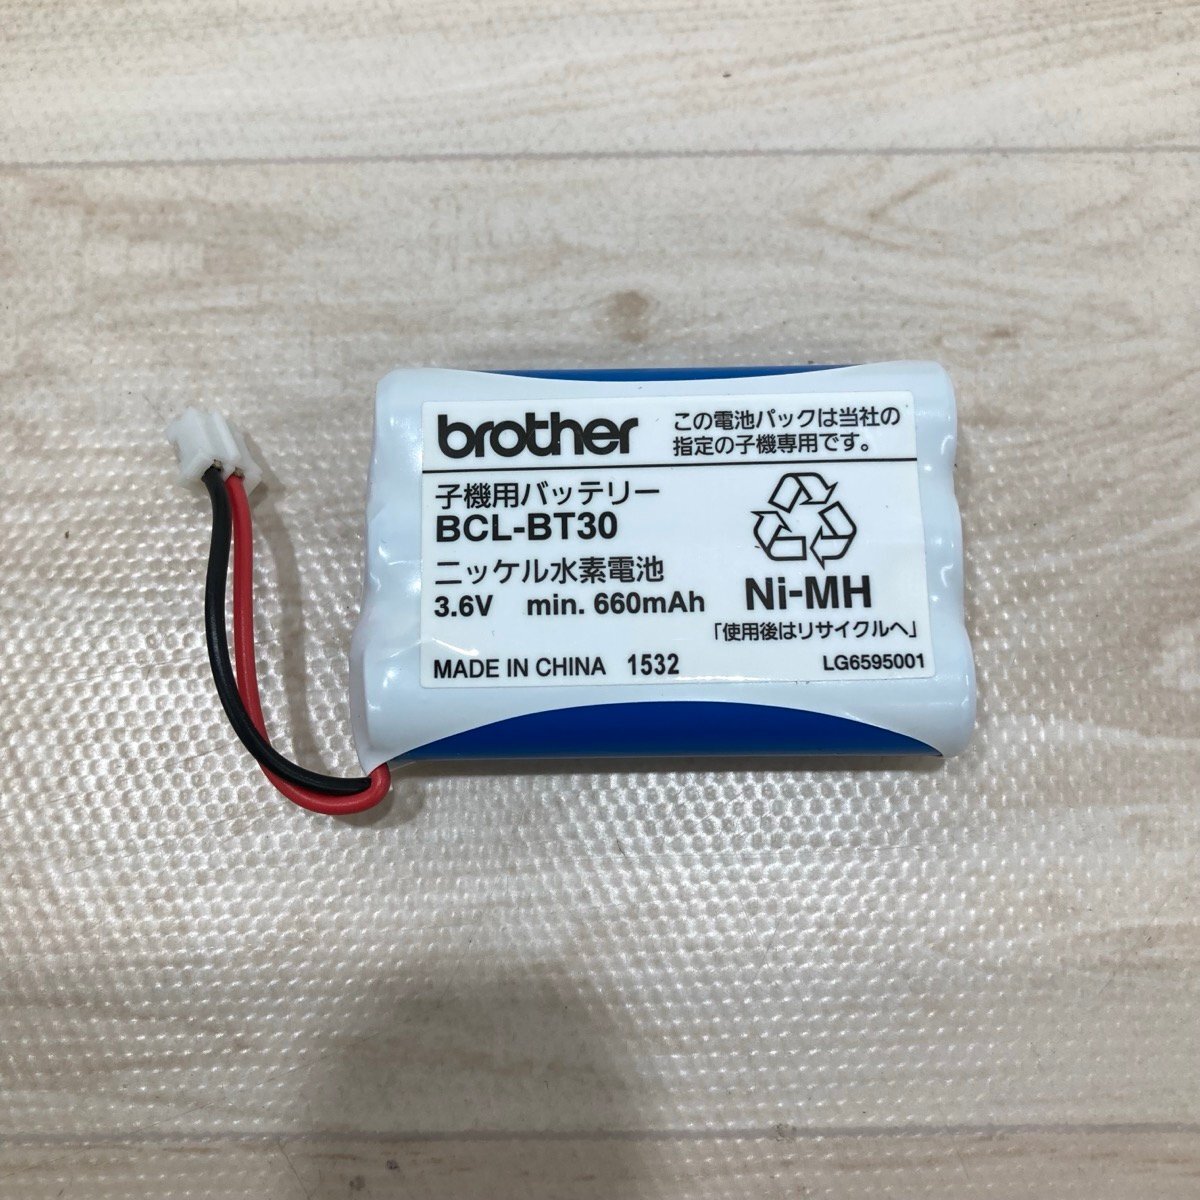 brother
この電池パックは当社の
指定の子機専用です。
子機用バッテリー
BCL-BT30
ニッケル水素電池
3.6V min. 660mAh
Ni-MH
「使用後はリサイクルへ」
MADE IN CHINA 1532
LG6595001